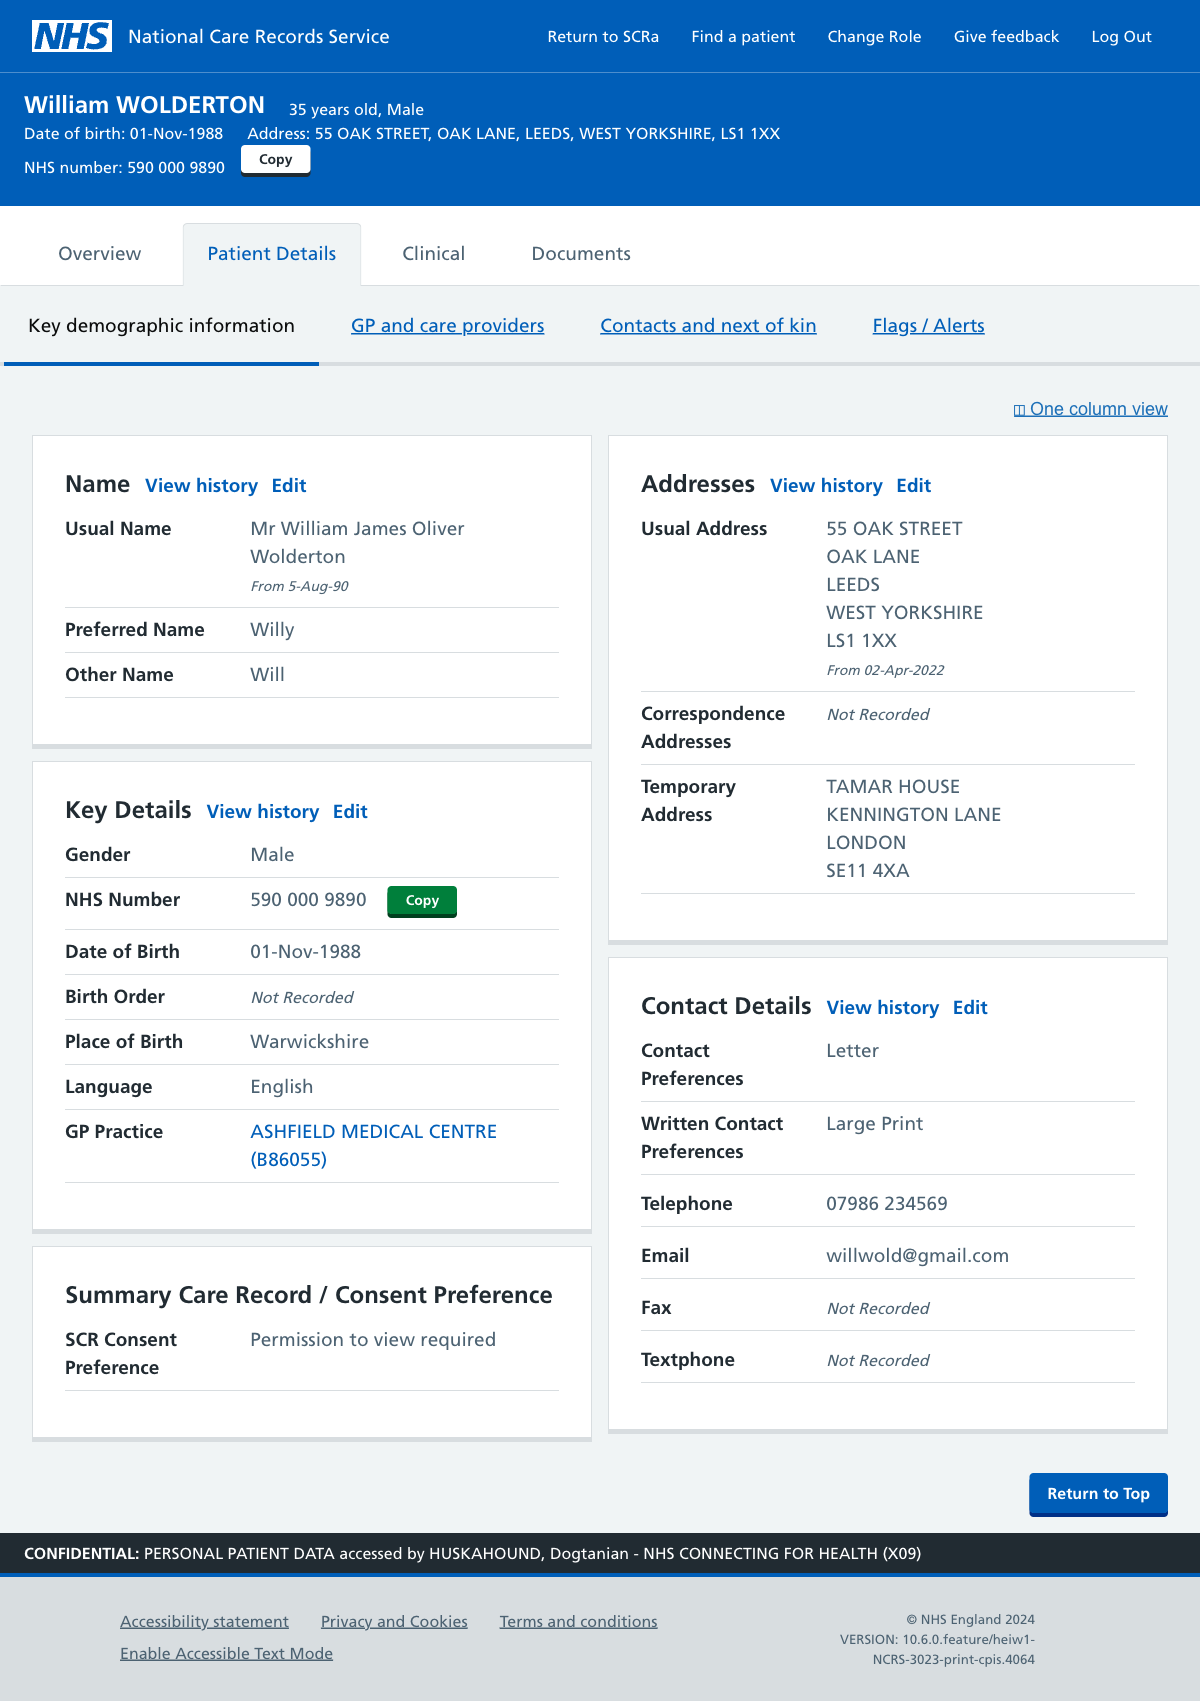 NHS National Care Records Service
Return to SCRa
Find a patient
Change Role
Give feedback
Log Out
William WOLDERTON 35 years old, Male
Date of birth: 01-Nov-1988 Address: 55 OAK STREET, OAK LANE, LEEDS, WEST YORKSHIRE, LS1 1XX
NHS number: 590 000 9890 Copy
Overview
Patient Details
Clinical
Documents
Key demographic information
GP and care providers
Contacts and next of kin
Flags / Alerts
One column view
Name View history Edit
Usual Name Mr William James Oliver
Wolderton
From 5-Aug-90
Preferred Name Willy
Other Name Will
Key Details View history Edit
Gender Male
NHS Number 590 000 9890 Copy
Date of Birth 01-Nov-1988
Birth Order Not Recorded
Place of Birth Warwickshire
Language English
GP Practice ASHFIELD MEDICAL CENTRE
(B86055)
Summary Care Record / Consent Preference
SCR Consent Permission to view required
Preference
Addresses View history Edit
Usual Address 55 OAK STREET
OAK LANE
LEEDS
WEST YORKSHIRE
LS1 1XX
From 02-Apr-2022
Correspondence Not Recorded
Addresses
Temporary TAMAR HOUSE
Address KENNINGTON LANE
LONDON
SE11 4XA
Contact Details View history Edit
Contact Letter
Preferences
Written Contact Large Print
Preferences
Telephone 07986 234569
Email willwold@gmail.com
Fax Not Recorded
Textphone Not Recorded
Return to Top
CONFIDENTIAL: PERSONAL PATIENT DATA accessed by HUSKAHOUND, Dogtanian - NHS CONNECTING FOR HEALTH (X09)
Accessibility statement
Privacy and Cookies
Terms and conditions
Enable Accessible Text Mode
© NHS England 2024
VERSION: 10.6.0.feature/heiw1-
NCRS-3023-print-cpis.4064